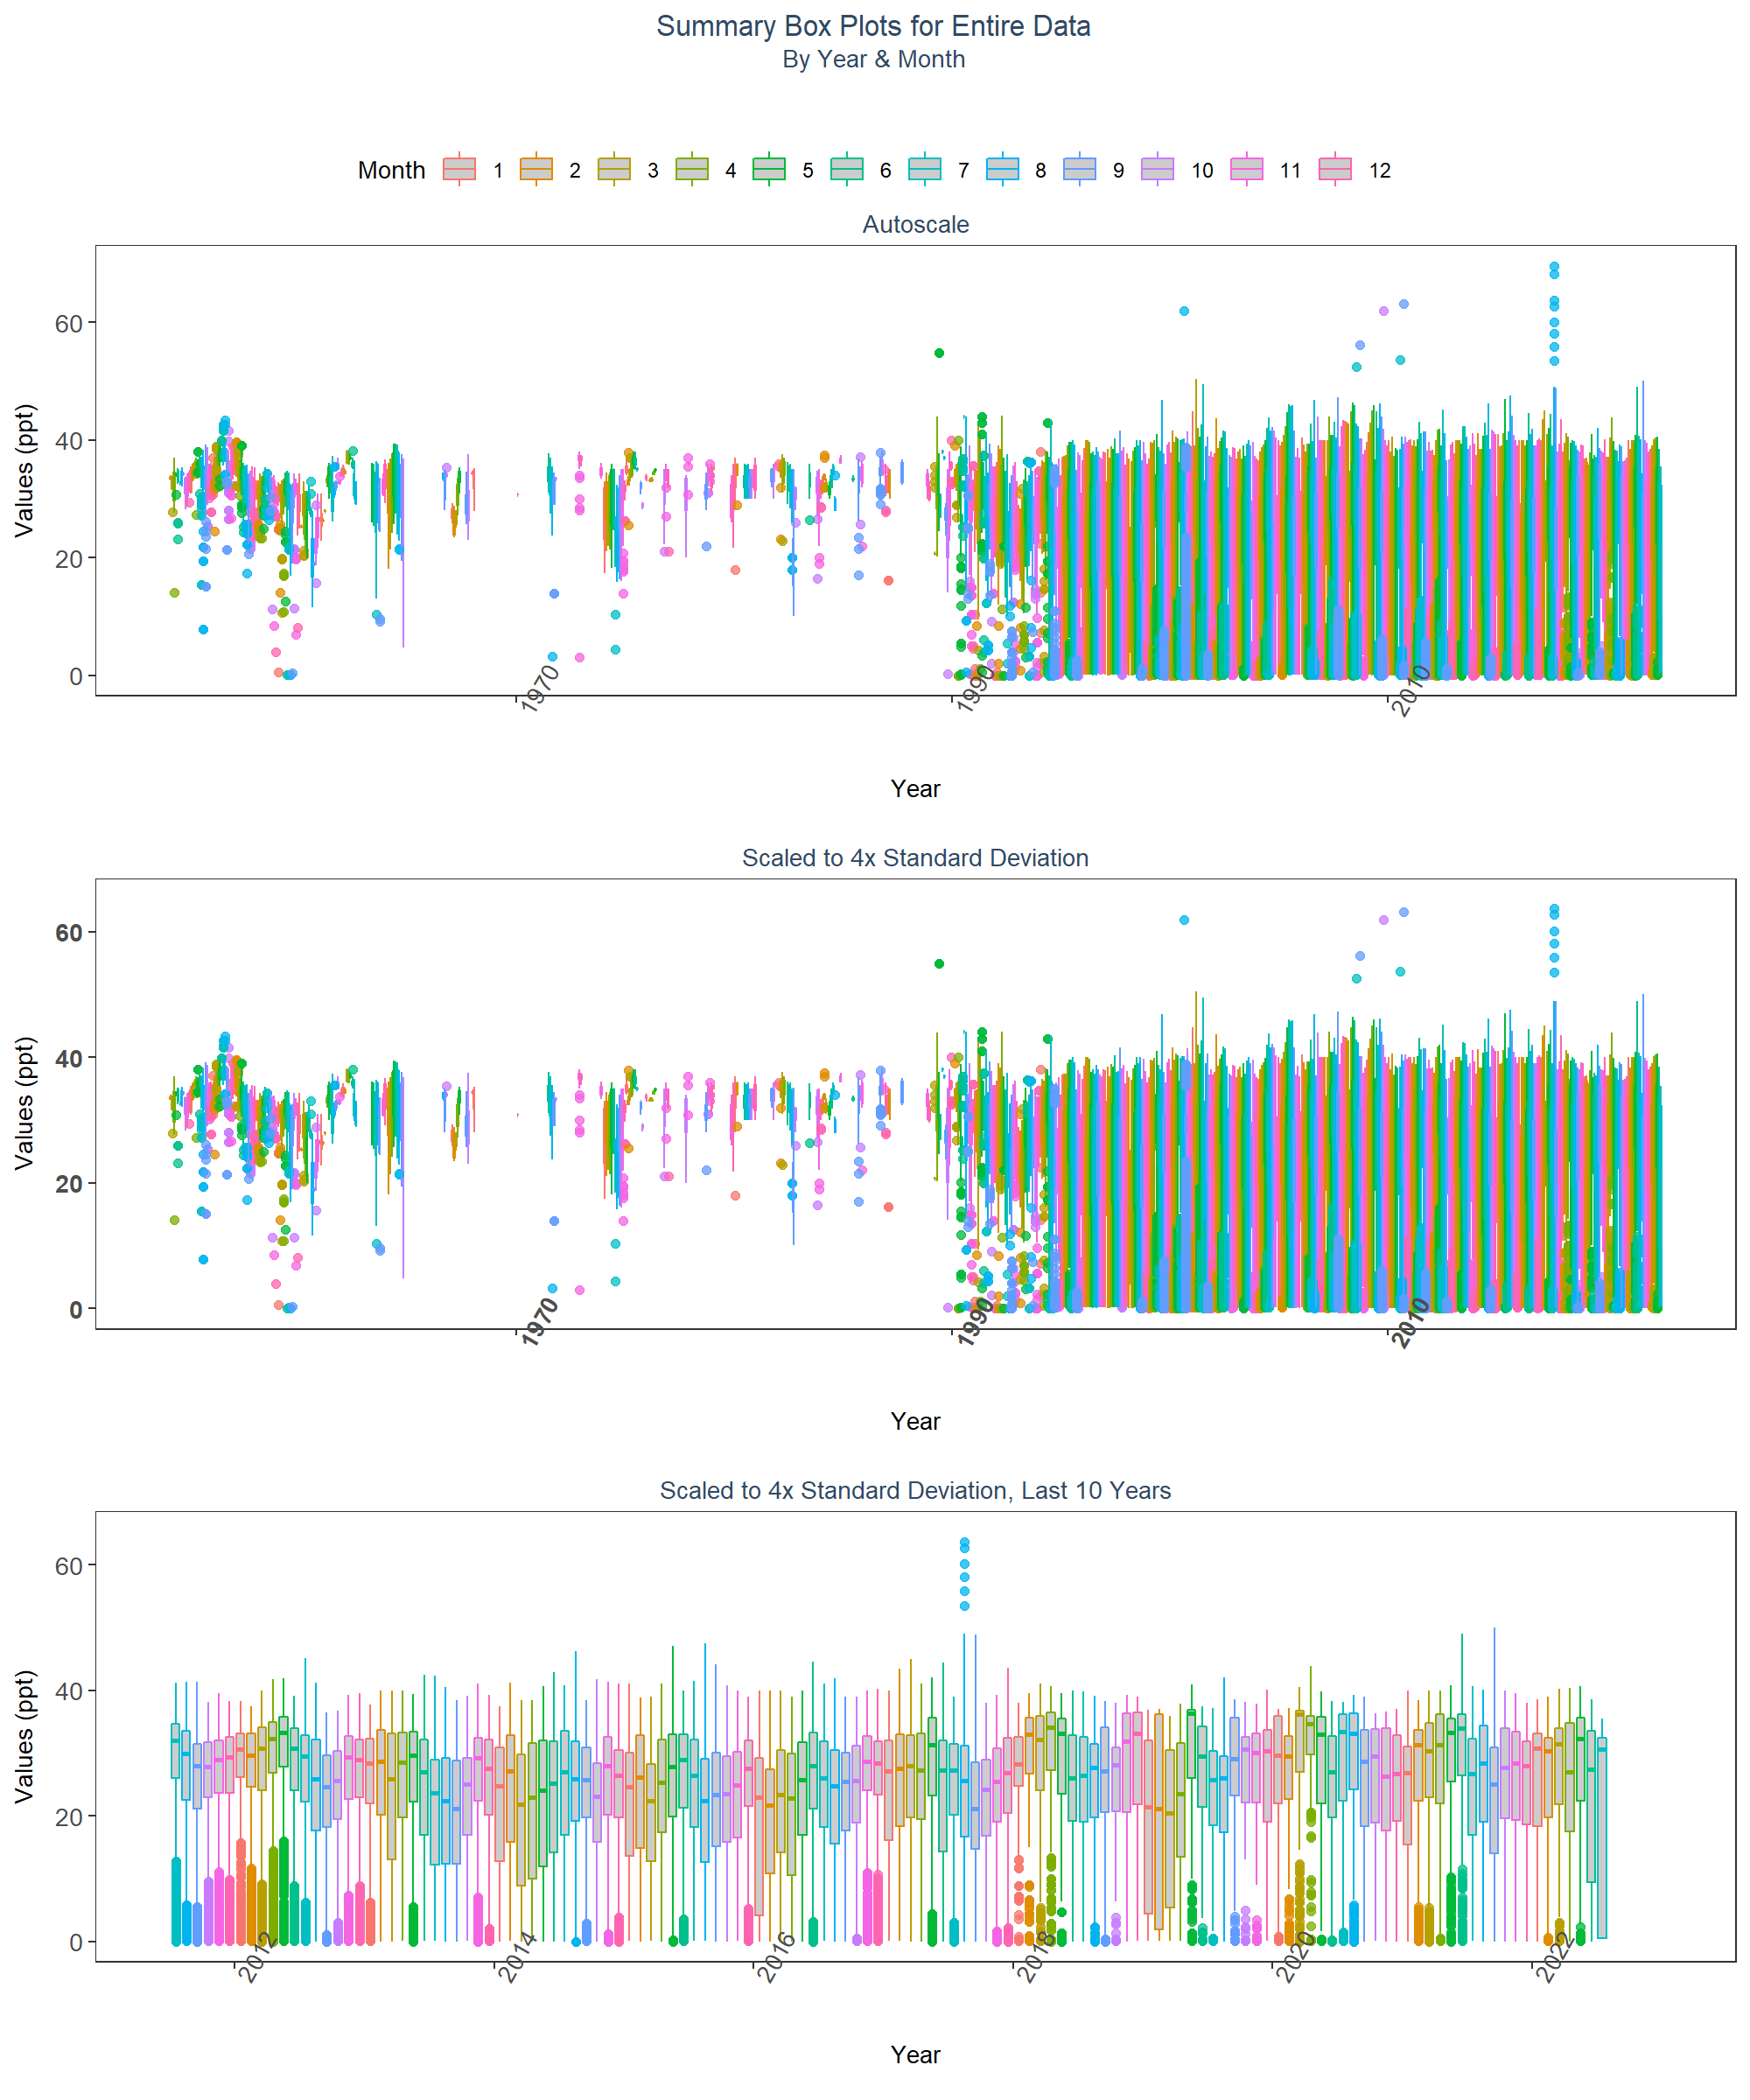 Summary Box Plots for Entire Data
By Year & Month
Month 1 2 3 4 5 6 7 8 9 10 11 12
Autoscale
Values (ppt)
60
40
20
0
1970 1990 2010
Year
Scaled to 4x Standard Deviation
Values (ppt)
60
40
20
0
1970 1990 2010
Year
Scaled to 4x Standard Deviation, Last 10 Years
Values (ppt)
60
40
20
0
2012 2014 2016 2018 2020 2022
Year